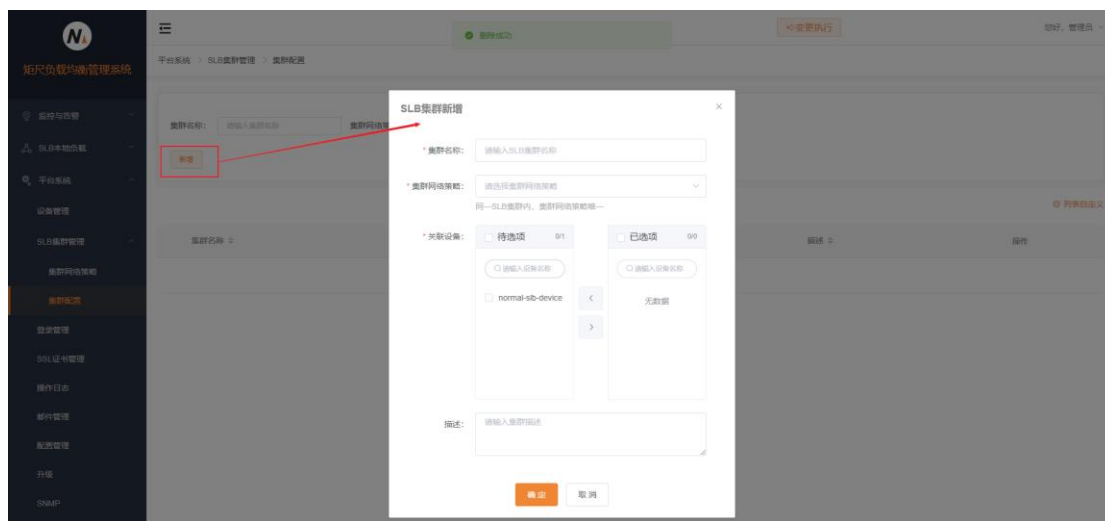 矩尺负载均衡管理系统
监控与告警
SLB本地负载
平台系统
设备管理
SLB集群管理
集群网络策略
集群配置
登录管理
SSL证书管理
操作日志
邮件管理
配置管理
升级
SNMP
删除成功
变更执行
您好，管理员
平台系统 > SLB集群管理 > 集群配置
集群名称： 请输入集群名称 集群网络策
新增
列表自定义
集群名称 描述 操作
SLB集群新增
* 集群名称： 请输入SLB集群名称
* 集群网络策略： 请选择集群网络策略
同一SLB集群内，集群网络策略唯一
* 关联设备： 待选项 0/1 已选项 0/0
请输入设备名称 请输入设备名称
normal-slb-device 无数据
描述： 请输入集群描述
确定 取消